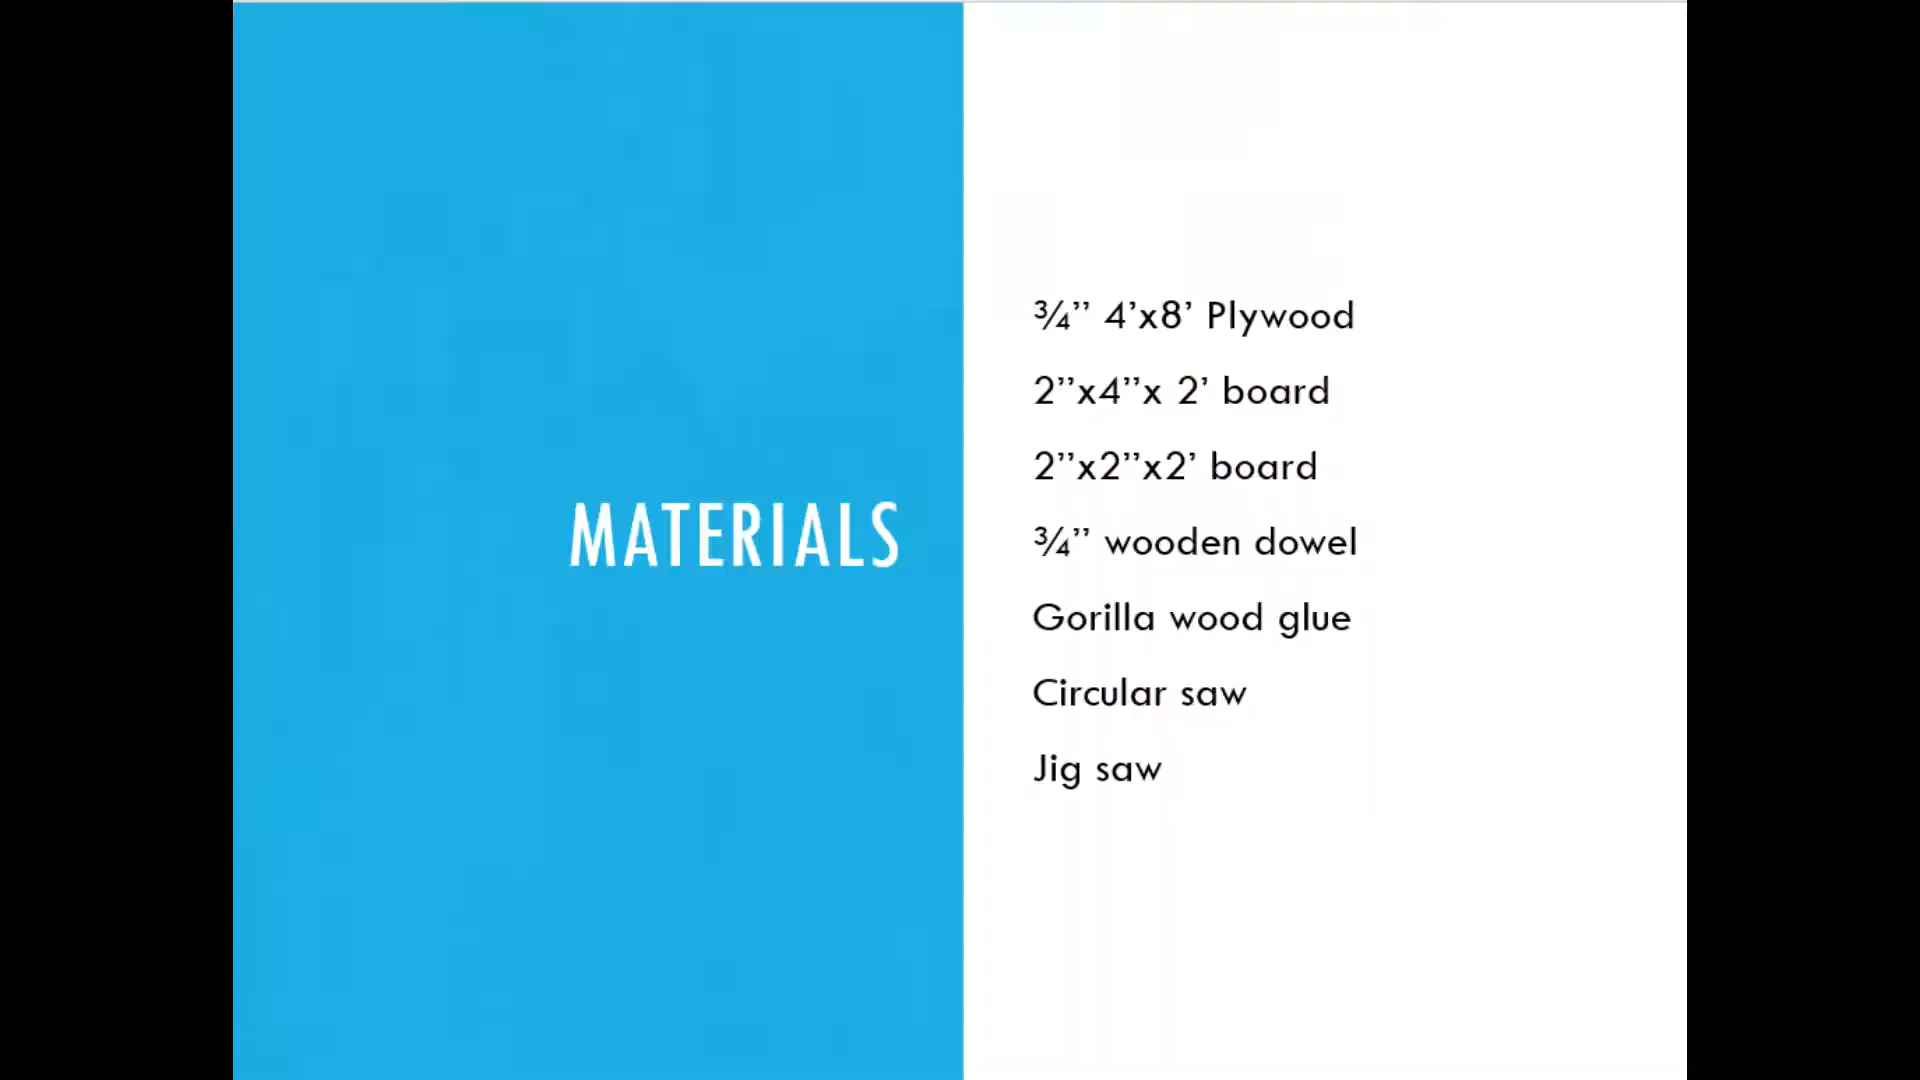 MATERIALS
¾’’ 4’x8’ Plywood
2’’x4’’x 2’ board
2’’x2’’x2’ board
¾’’ wooden dowel
Gorilla wood glue
Circular saw
Jig saw